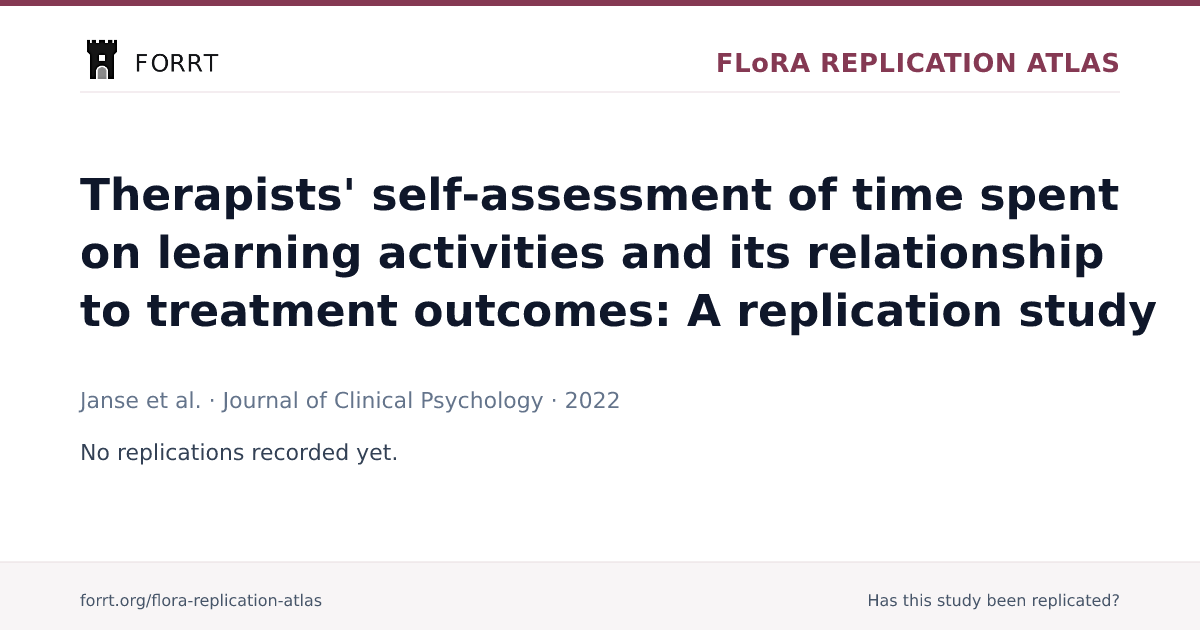 FORRT
FLoRA REPLICATION ATLAS
Therapists' self-assessment of time spent
on learning activities and its relationship
to treatment outcomes: A replication study
Janse et al. · Journal of Clinical Psychology · 2022
No replications recorded yet.
forrt.org/flora-replication-atlas
Has this study been replicated?